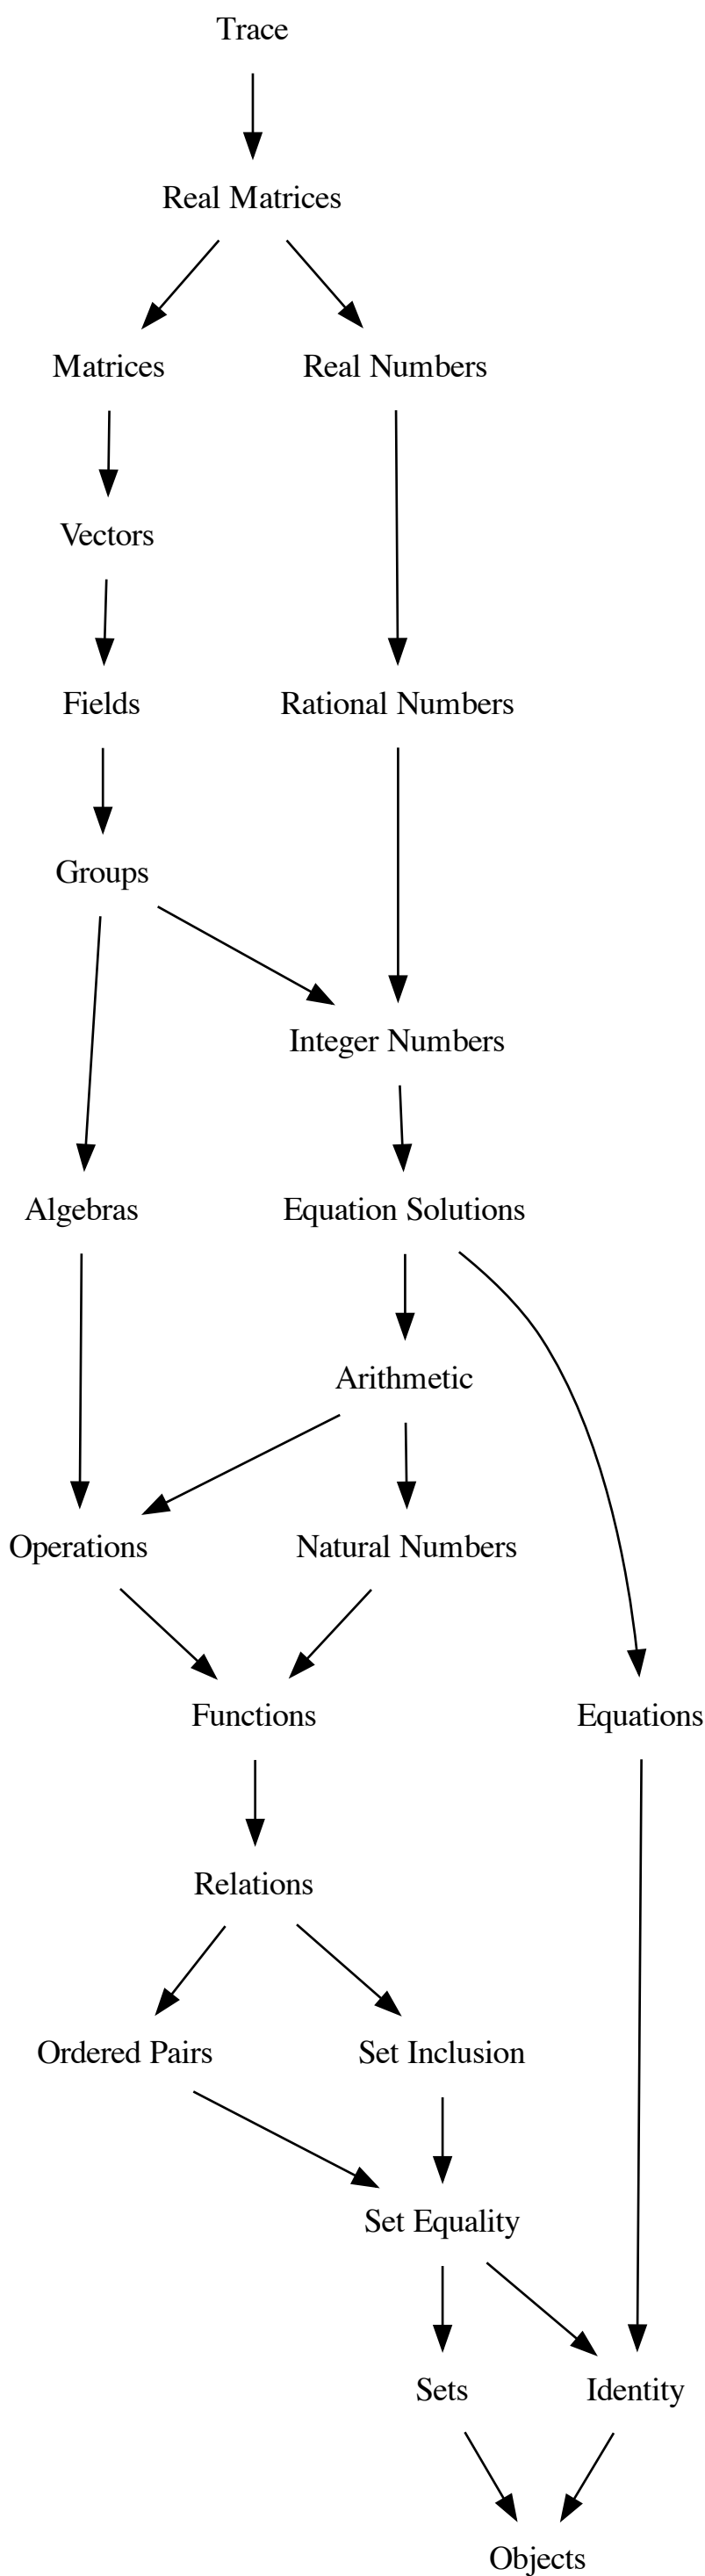 Trace
Real Matrices
Matrices
Real Numbers
Vectors
Fields
Rational Numbers
Groups
Integer Numbers
Algebras
Equation Solutions
Arithmetic
Operations
Natural Numbers
Functions
Equations
Relations
Ordered Pairs
Set Inclusion
Set Equality
Sets
Identity
Objects